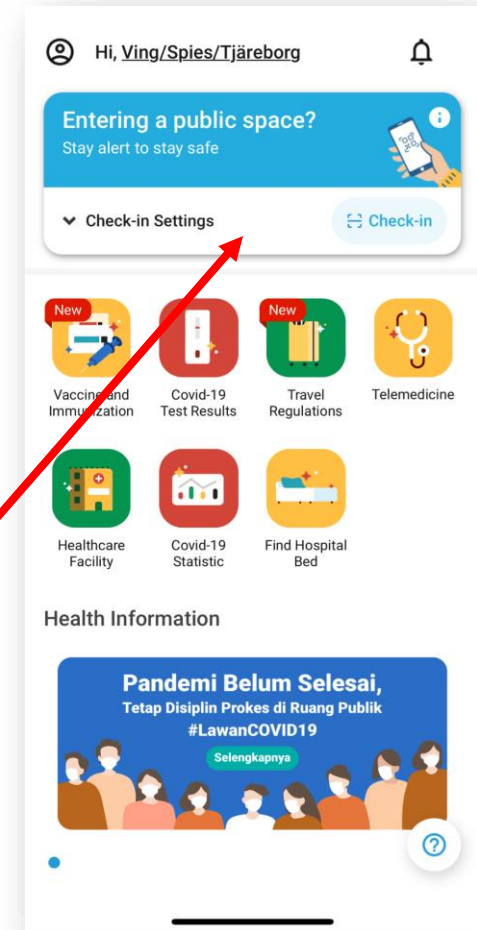 Hi, Ving/Spies/Tjäreborg
Entering a public space?
Stay alert to stay safe
Check-in Settings
Check-in
New
New
Vaccine and
Immunization
Covid-19
Test Results
Travel
Regulations
Telemedicine
Healthcare
Facility
Covid-19
Statistic
Find Hospital
Bed
Health Information
Pandemi Belum Selesai,
Tetap Disiplin Prokes di Ruang Publik
#LawanCOVID19
Selengkapnya